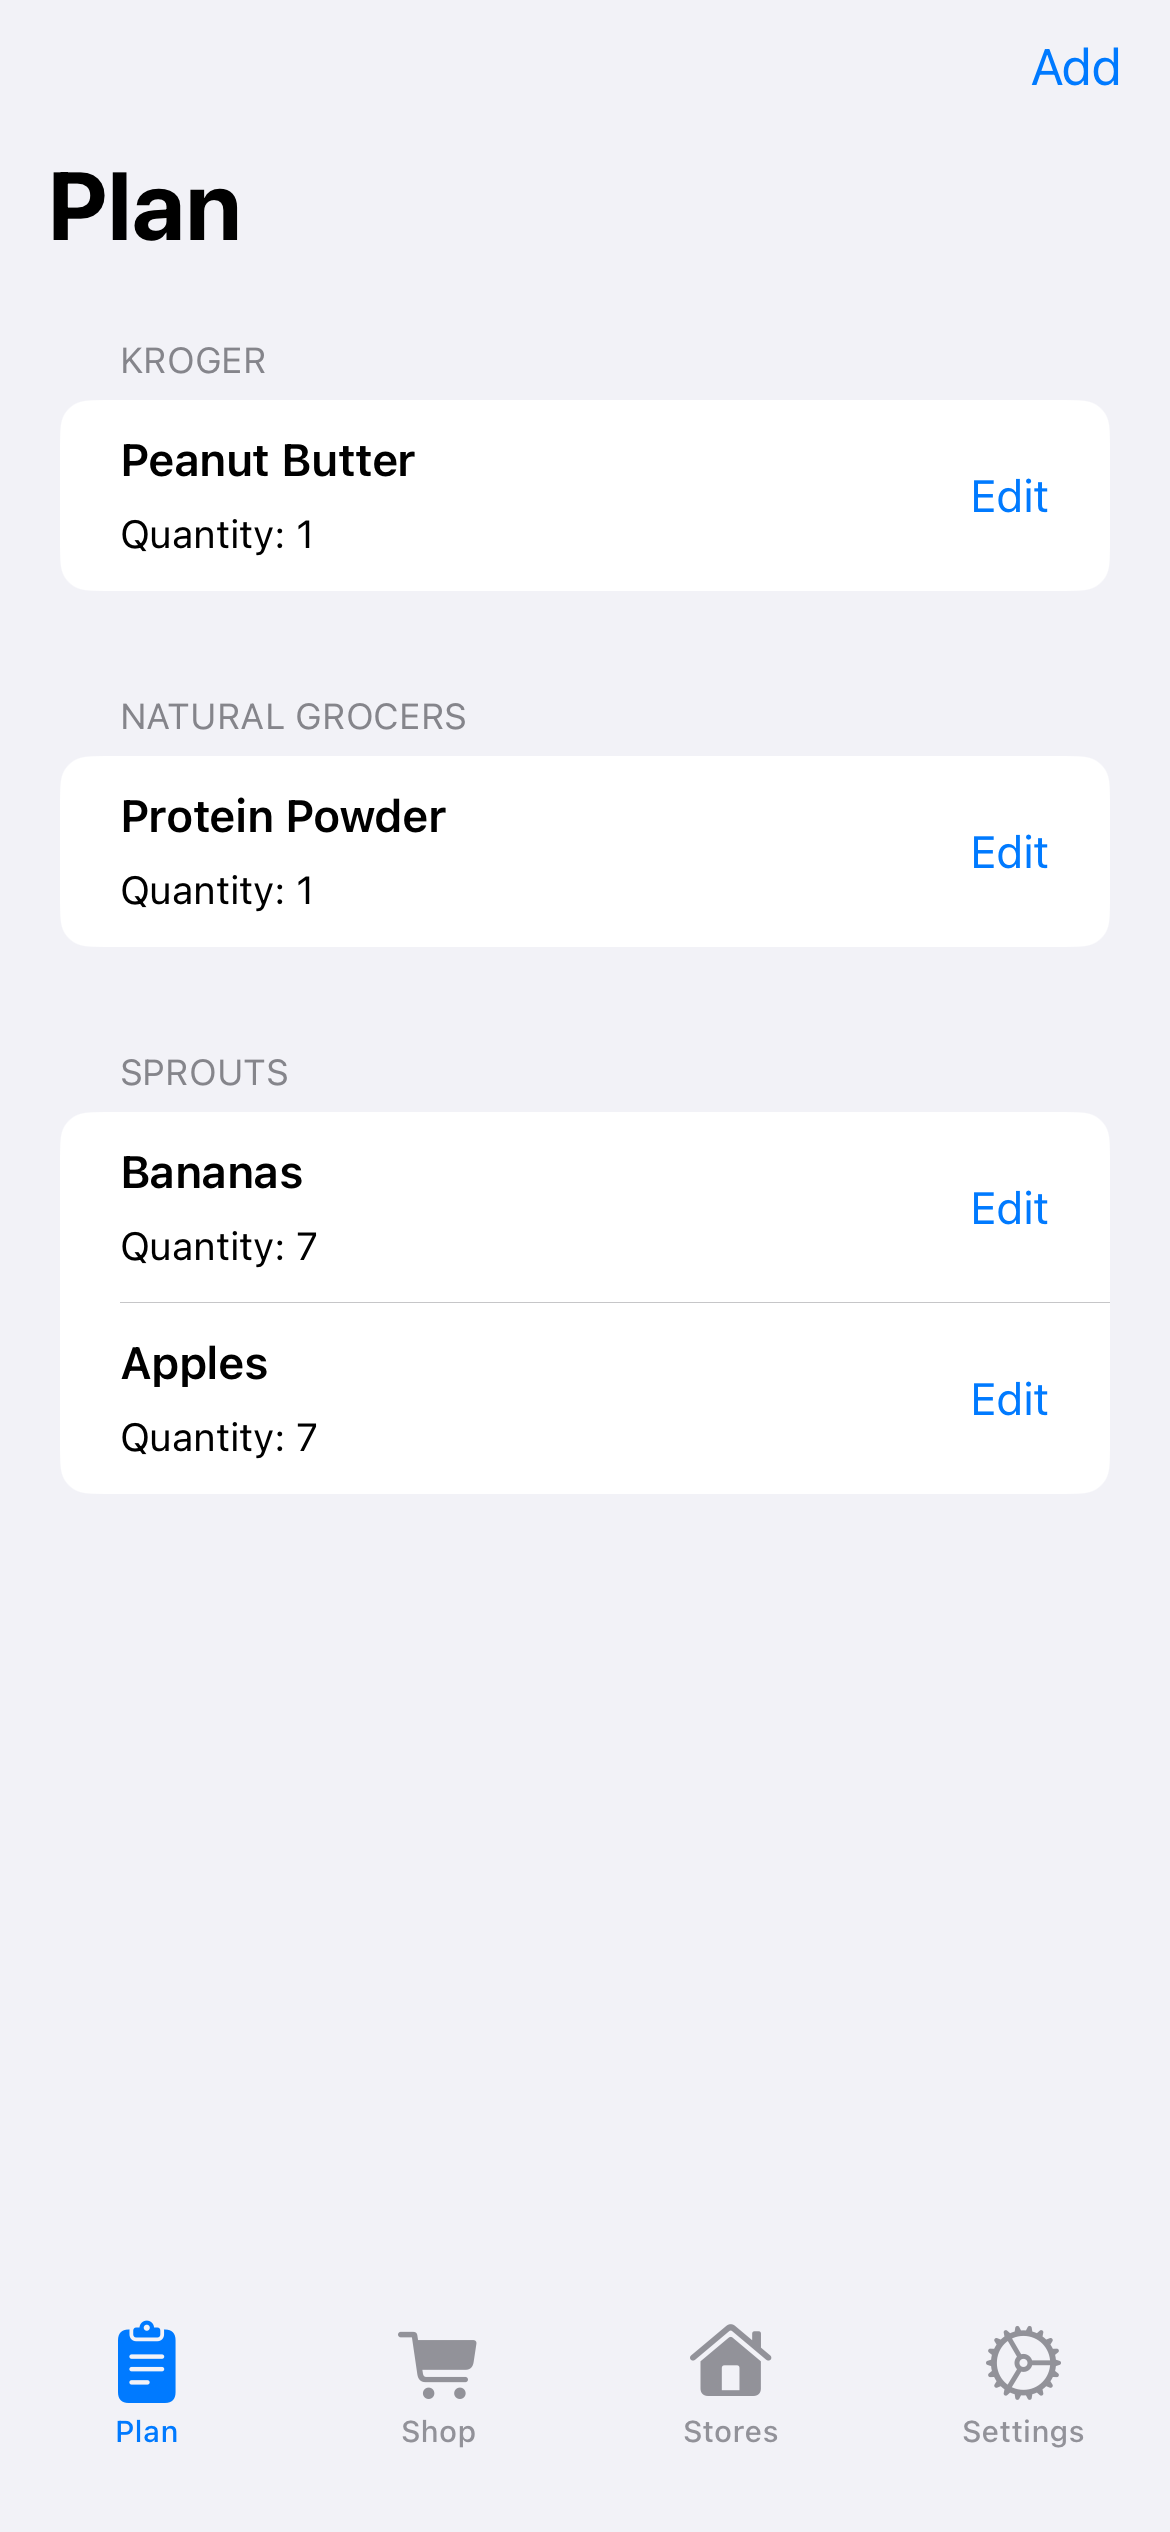 Add
Plan
KROGER
Peanut Butter
Edit
Quantity: 1
NATURAL GROCERS
Protein Powder
Edit
Quantity: 1
SPROUTS
Bananas
Edit
Quantity: 7
Apples
Edit
Quantity: 7
Plan Shop Stores Settings